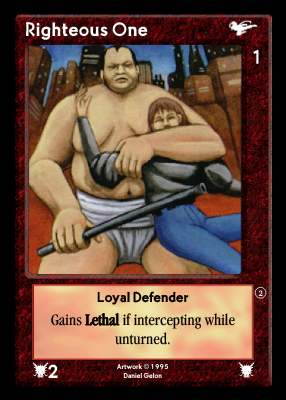 Righteous One
1
Loyal Defender
2
Gains Lethal if intercepting while
unturned.
2
Artwork © 1995
Daniel Gelon